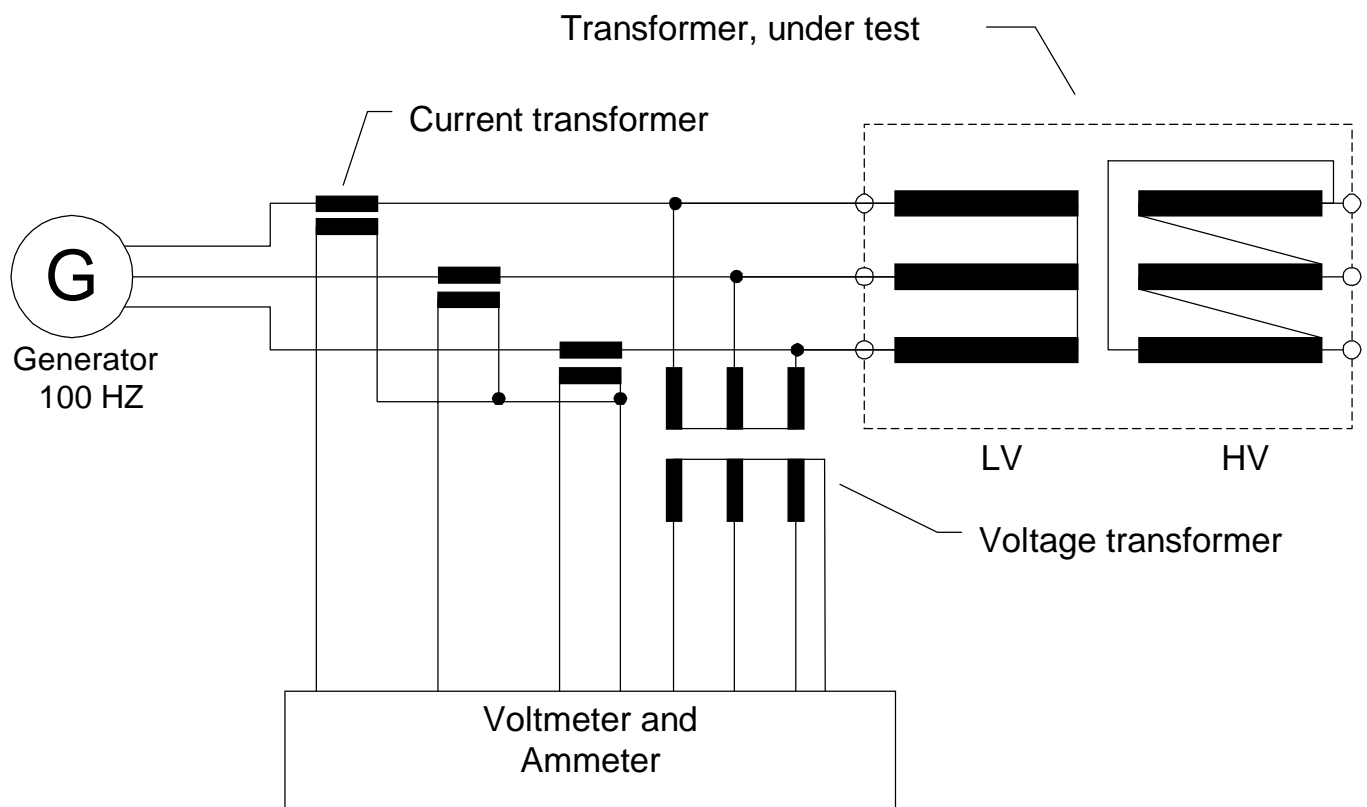 Transformer, under test
Current transformer
G
Generator
100 HZ
LV
HV
Voltage transformer
Voltmeter and
Ammeter